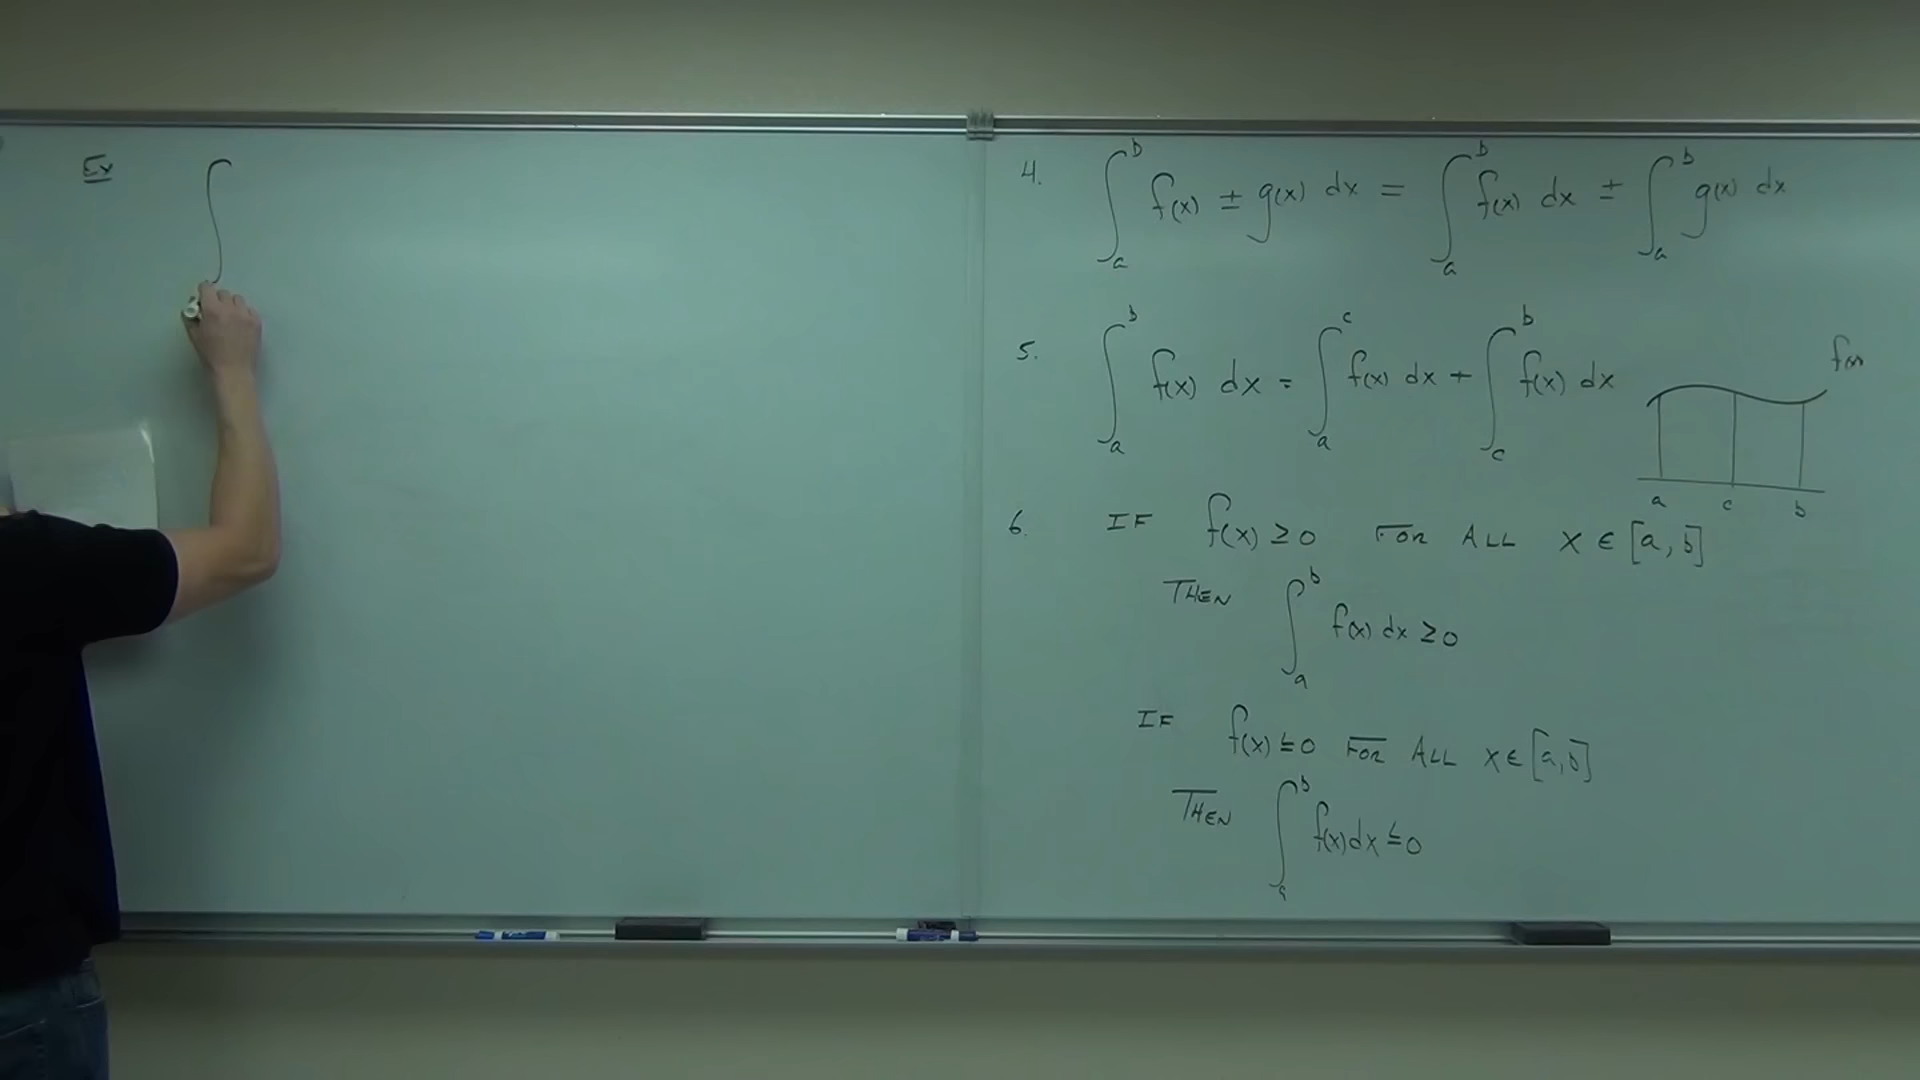 Ex ∫
4. ∫_a^b f(x) ± g(x) dx = ∫_a^b f(x) dx ± ∫_a^b g(x) dx
5. ∫_a^b f(x) dx = ∫_a^c f(x) dx + ∫_c^b f(x) dx
f(x)
a c b
6. IF f(x) ≥ 0 FOR ALL x ∈ [a, b]
THEN ∫_a^b f(x) dx ≥ 0
IF f(x) ≤ 0 FOR ALL x ∈ [a, b]
THEN ∫_a^b f(x) dx ≤ 0